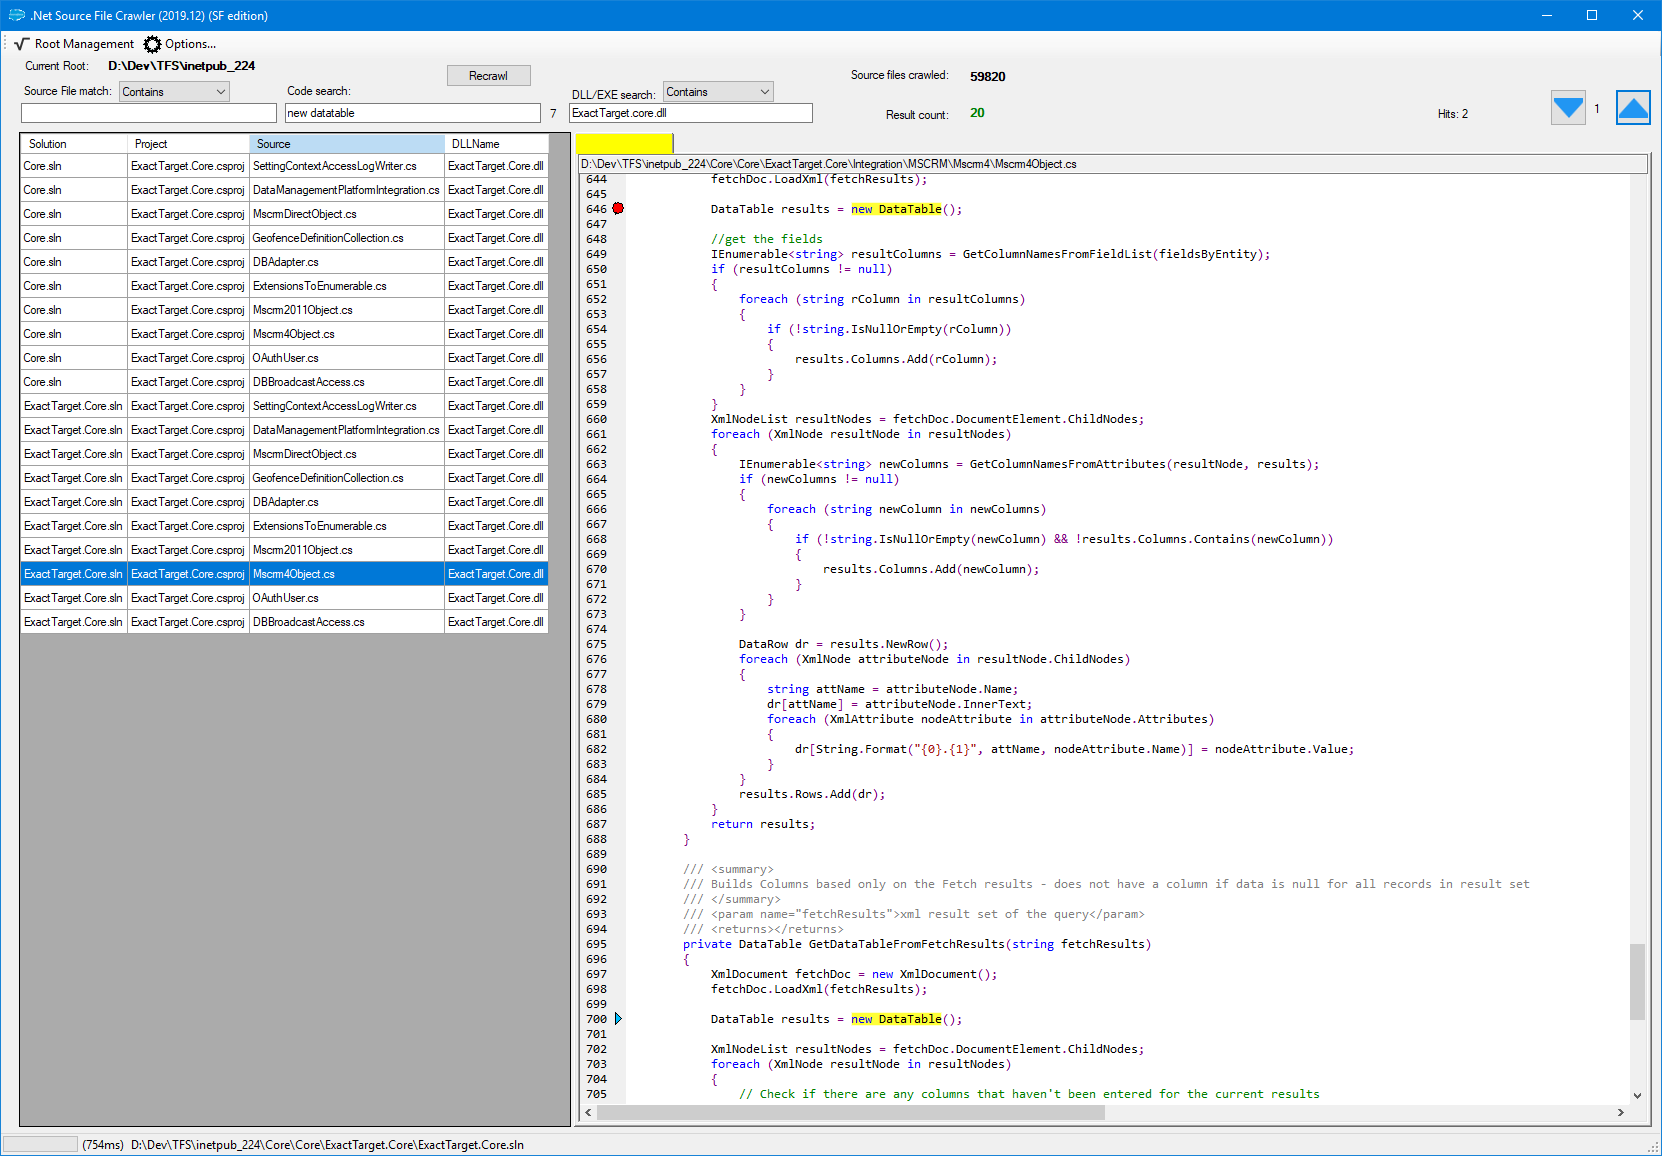 .Net Source File Crawler (2019.12) (SF edition)
Root Management Options...
Current Root: D:\Dev\TFS\inetpub_224
Recrawl
Source files crawled: 59820
Source File match: Contains
Code search:
DLL/EXE search: Contains
new datatable
7
ExactTarget.core.dll
Result count: 20
Hits: 2
1
Solution Project Source DLLName
Core.sln ExactTarget.Core.csproj SettingContextAccessLogWriter.cs ExactTarget.Core.dll
Core.sln ExactTarget.Core.csproj DataManagementPlatformIntegration.cs ExactTarget.Core.dll
Core.sln ExactTarget.Core.csproj MscrmDirectObject.cs ExactTarget.Core.dll
Core.sln ExactTarget.Core.csproj GeofenceDefinitionCollection.cs ExactTarget.Core.dll
Core.sln ExactTarget.Core.csproj DBAdapter.cs ExactTarget.Core.dll
Core.sln ExactTarget.Core.csproj ExtensionsToEnumerable.cs ExactTarget.Core.dll
Core.sln ExactTarget.Core.csproj Mscrm2011Object.cs ExactTarget.Core.dll
Core.sln ExactTarget.Core.csproj Mscrm4Object.cs ExactTarget.Core.dll
Core.sln ExactTarget.Core.csproj OAuthUser.cs ExactTarget.Core.dll
Core.sln ExactTarget.Core.csproj DBBroadcastAccess.cs ExactTarget.Core.dll
ExactTarget.Core.sln ExactTarget.Core.csproj SettingContextAccessLogWriter.cs ExactTarget.Core.dll
ExactTarget.Core.sln ExactTarget.Core.csproj DataManagementPlatformIntegration.cs ExactTarget.Core.dll
ExactTarget.Core.sln ExactTarget.Core.csproj MscrmDirectObject.cs ExactTarget.Core.dll
ExactTarget.Core.sln ExactTarget.Core.csproj GeofenceDefinitionCollection.cs ExactTarget.Core.dll
ExactTarget.Core.sln ExactTarget.Core.csproj DBAdapter.cs ExactTarget.Core.dll
ExactTarget.Core.sln ExactTarget.Core.csproj ExtensionsToEnumerable.cs ExactTarget.Core.dll
ExactTarget.Core.sln ExactTarget.Core.csproj Mscrm2011Object.cs ExactTarget.Core.dll
ExactTarget.Core.sln ExactTarget.Core.csproj Mscrm4Object.cs ExactTarget.Core.dll
ExactTarget.Core.sln ExactTarget.Core.csproj OAuthUser.cs ExactTarget.Core.dll
ExactTarget.Core.sln ExactTarget.Core.csproj DBBroadcastAccess.cs ExactTarget.Core.dll
D:\Dev\TFS\inetpub_224\Core\Core\ExactTarget.Core\Integration\MSCRM\Mscrm4\Mscrm4Object.cs
644 fetchDoc.LoadXml(fetchResults);
645
646 DataTable results = new DataTable();
647
648 //get the fields
649 IEnumerable<string> resultColumns = GetColumnNamesFromFieldList(fieldsByEntity);
650 if (resultColumns != null)
651 {
652 foreach (string rColumn in resultColumns)
653 {
654 if (!string.IsNullOrEmpty(rColumn))
655 {
656 results.Columns.Add(rColumn);
657 }
658 }
659 }
660 XmlNodeList resultNodes = fetchDoc.DocumentElement.ChildNodes;
661 foreach (XmlNode resultNode in resultNodes)
662 {
663 IEnumerable<string> newColumns = GetColumnNamesFromAttributes(resultNode, results);
664 if (newColumns != null)
665 {
666 foreach (string newColumn in newColumns)
667 {
668 if (!string.IsNullOrEmpty(newColumn) && !results.Columns.Contains(newColumn))
669 {
670 results.Columns.Add(newColumn);
671 }
672 }
673 }
674
675 DataRow dr = results.NewRow();
676 foreach (XmlNode attributeNode in resultNode.ChildNodes)
677 {
678 string attName = attributeNode.Name;
679 dr[attName] = attributeNode.InnerText;
680 foreach (XmlAttribute nodeAttribute in attributeNode.Attributes)
681 {
682 dr[String.Format("{0}.{1}", attName, nodeAttribute.Name)] = nodeAttribute.Value;
683 }
684 }
685 results.Rows.Add(dr);
686 }
687 return results;
688 }
689
690 /// <summary>
691 /// Builds Columns based only on the Fetch results - does not have a column if data is null for all records in result set
692 /// </summary>
693 /// <param name="fetchResults">xml result set of the query</param>
694 /// <returns></returns>
695 private DataTable GetDataTableFromFetchResults(string fetchResults)
696 {
697 XmlDocument fetchDoc = new XmlDocument();
698 fetchDoc.LoadXml(fetchResults);
699
700 DataTable results = new DataTable();
701
702 XmlNodeList resultNodes = fetchDoc.DocumentElement.ChildNodes;
703 foreach (XmlNode resultNode in resultNodes)
704 {
705 // Check if there are any columns that haven't been entered for the current results
(754ms) D:\Dev\TFS\inetpub_224\Core\Core\ExactTarget.Core\ExactTarget.Core.sln